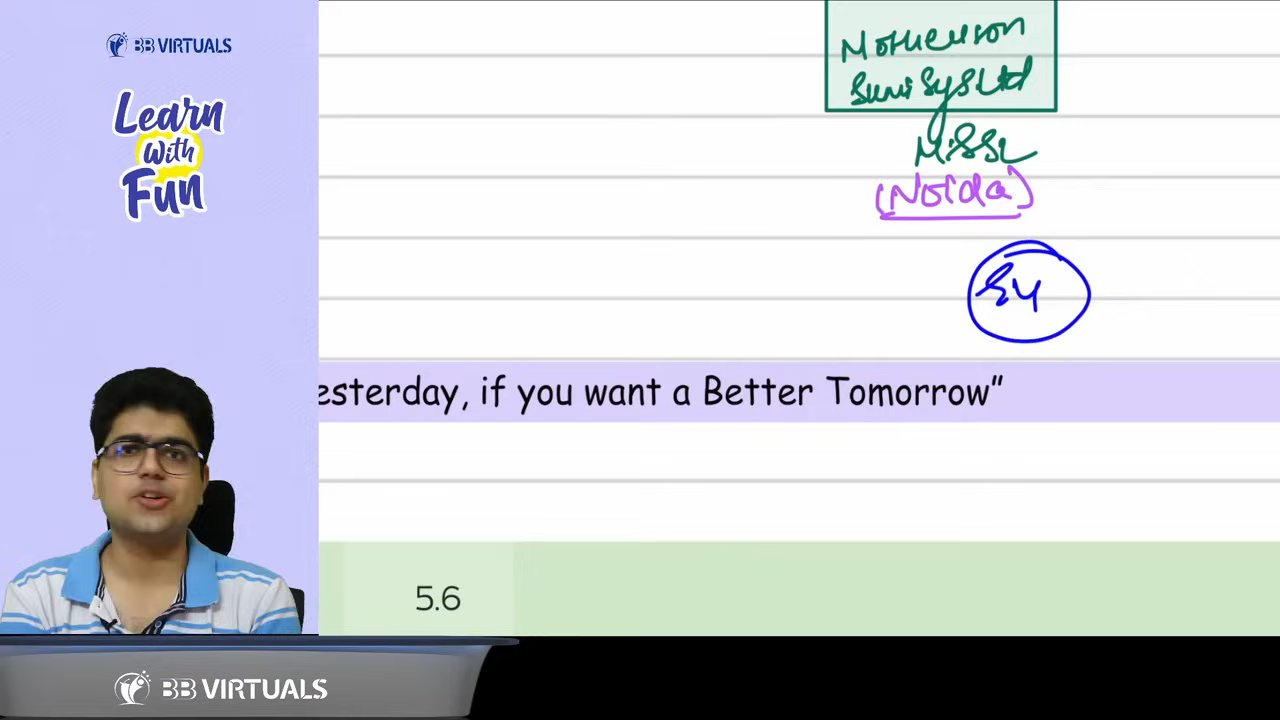 BB VIRTUALS
Learn
With
Fun
Motherson
Sumi Sys Ltd
MSSL
(Noida)
EY
esterday, if you want a Better Tomorrow”
5.6
BB VIRTUALS